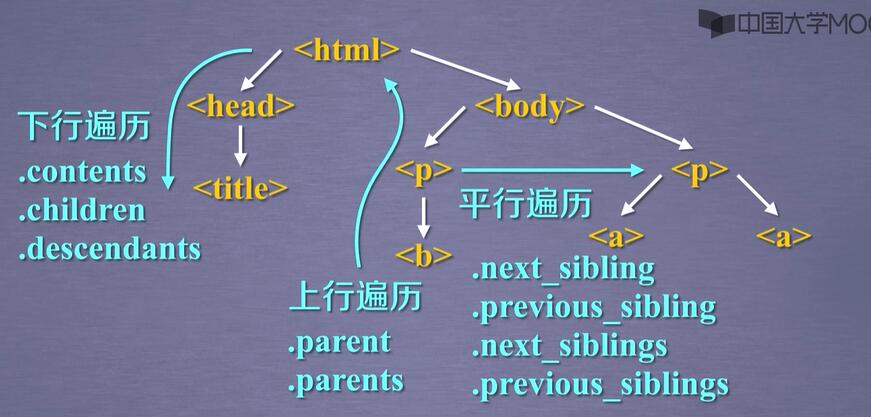 中国大学MOO
<html>
<head>
<body>
下行遍历
.contents
.children
.descendants
<title>
<p>
<p>
平行遍历
<b>
<a>
<a>
.next_sibling
.previous_sibling
.next_siblings
.previous_siblings
上行遍历
.parent
.parents